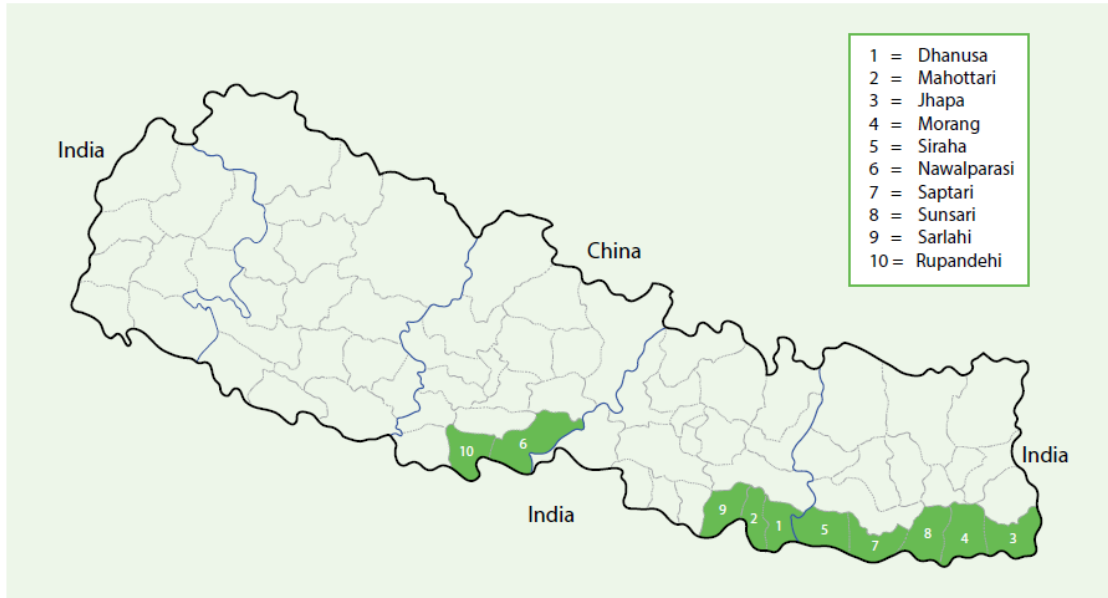 1 = Dhanusa
2 = Mahottari
3 = Jhapa
4 = Morang
5 = Siraha
6 = Nawalparasi
7 = Saptari
8 = Sunsari
9 = Sarlahi
10 = Rupandehi
India
China
India
India
10
6
9
2
1
5
7
8
4
3